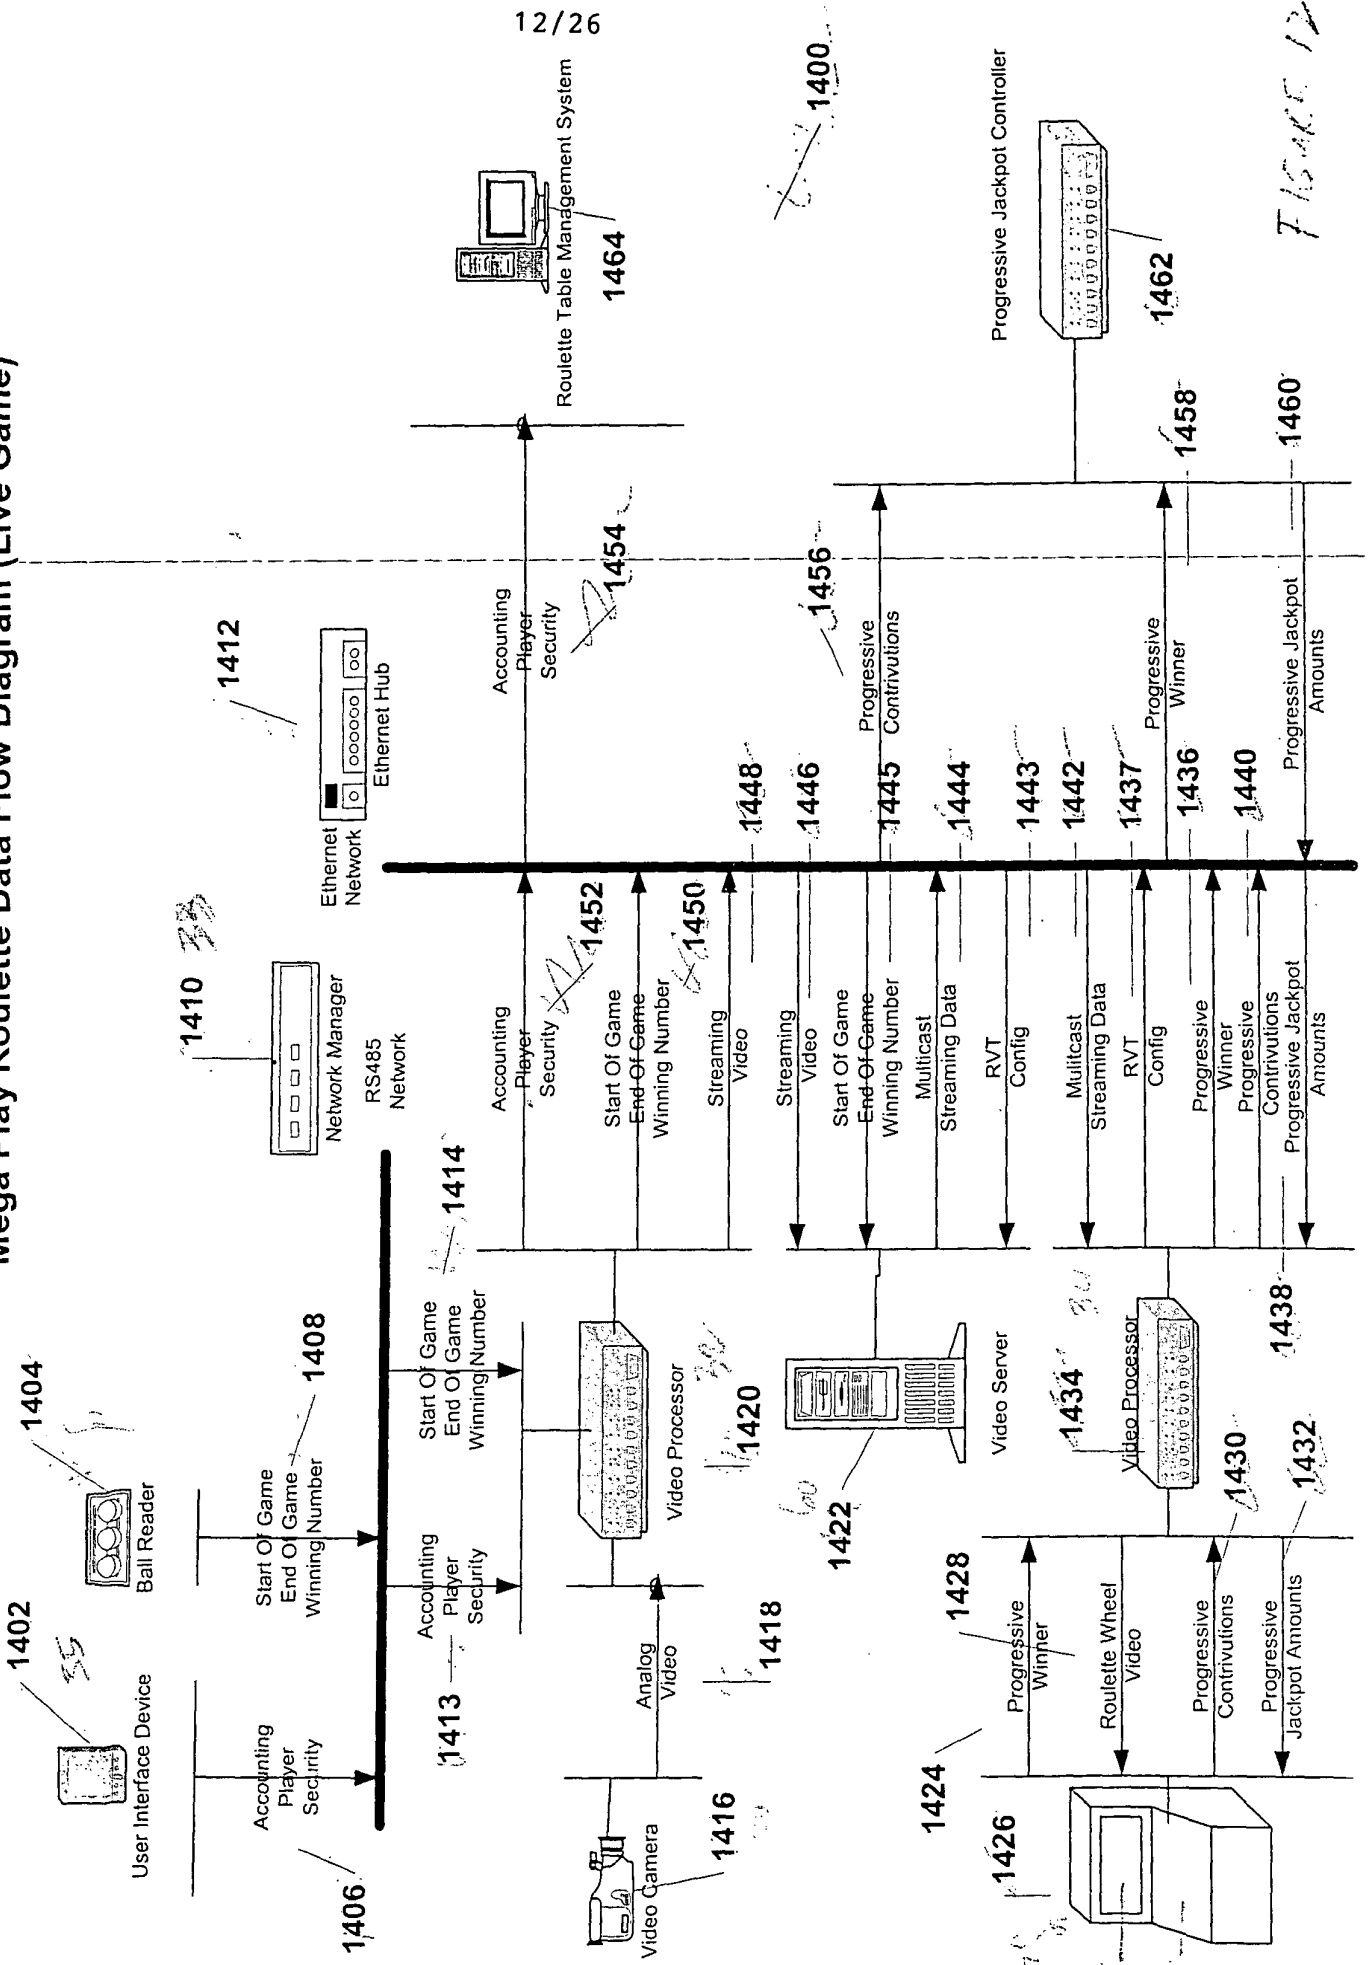 12/26
Mega Play Roulette Data Flow Diagram (Live Game)
1402
User Interface Device
1404
Ball Reader
1410
Network Manager
1412
Ethernet Hub
Ethernet
Network
RS485
Network
Accounting
Player
Security
1406
Start Of Game
End Of Game
Winning Number
1408
Accounting
Player
Security
1413
Start Of Game
End Of Game
Winning Number
1414
Video Camera
1416
Analog
Video
1418
Video Processor
1420
Accounting
Player
Security
1452
Start Of Game
End Of Game
Winning Number
1450
Streaming
Video
1448
Accounting
Player
Security
1454
Roulette Table Management System
1464
1400
Video Server
1422
Streaming
Video
1446
Start Of Game
End Of Game
Winning Number
1445
Multicast
Streaming Data
1444
RVT
Config
1443
Progressive
Contrivutions
1456
1424
1426
Progressive
Winner
1428
Roulette Wheel
Video
Progressive
Contrivutions
1430
Progressive
Jackpot Amounts
1432
Video Processor
1434
Multicast
Streaming Data
1442
RVT
Config
1437
Progressive
Winner
1436
Progressive
Contrivutions
1440
Progressive Jackpot
Amounts
1438
Progressive
Winner
1458
Progressive Jackpot
Amounts
1460
Progressive Jackpot Controller
1462
FIGURE 12